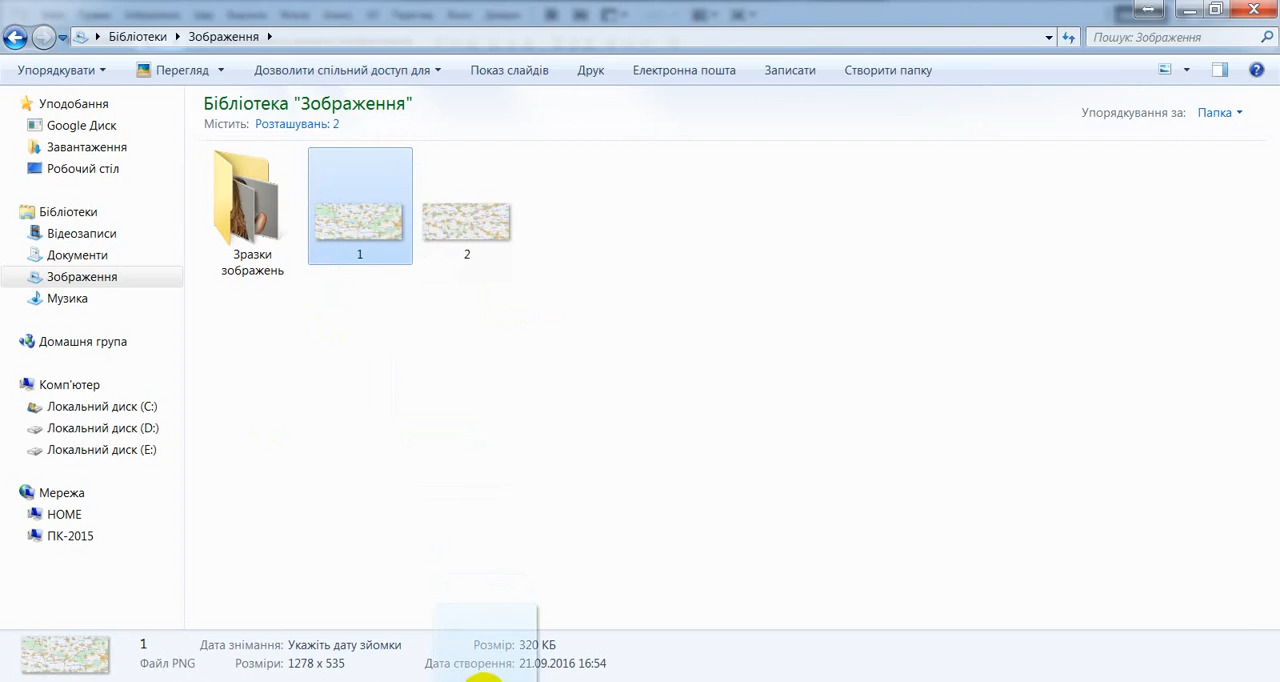 Бібліотеки Зображення
Пошук: Зображення
Упорядкувати Перегляд Дозволити спільний доступ для Показ слайдів Друк Електронна пошта Записати Створити папку
Уподобання
Google Диск
Завантаження
Робочий стіл
Бібліотеки
Відеозаписи
Документи
Зображення
Музика
Домашня група
Комп'ютер
Локальний диск (C:)
Локальний диск (D:)
Локальний диск (E:)
Мережа
HOME
ПК-2015
Бібліотека "Зображення"
Містить: Розташувань: 2
Упорядкування за: Папка
Зразки
зображень
1
2
1 Дата знімання: Укажіть дату зйомки Розмір: 320 КБ
Файл PNG Розміри: 1278 x 535 Дата створення: 21.09.2016 16:54